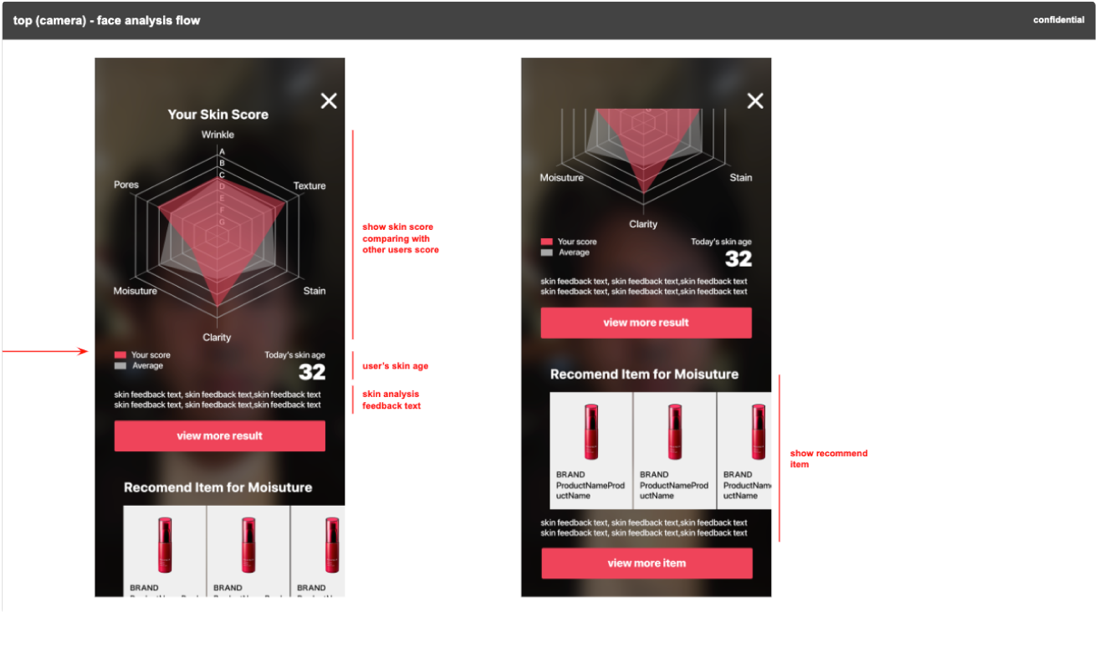 top (camera) - face analysis flow
confidential
Your Skin Score
Wrinkle
A
B
C
D
E
F
G
Pores
Texture
Moisuture
Stain
Clarity
Your score
Average
Today's skin age
32
skin feedback text, skin feedback text,skin feedback text
skin feedback text, skin feedback text,skin feedback text
view more result
Recomend Item for Moisuture
BRAND
BRAND
show skin score
comparing with
other users score
user's skin age
skin analysis
feedback text
Moisuture
Stain
Clarity
Your score
Average
Today's skin age
32
skin feedback text, skin feedback text,skin feedback text
skin feedback text, skin feedback text,skin feedback text
view more result
Recomend Item for Moisuture
BRAND
ProductNameProd
uctName
BRAND
ProductNameProd
uctName
BRAND
ProductNam
uctName
skin feedback text, skin feedback text,skin feedback text
skin feedback text, skin feedback text,skin feedback text
view more item
show recommend
item